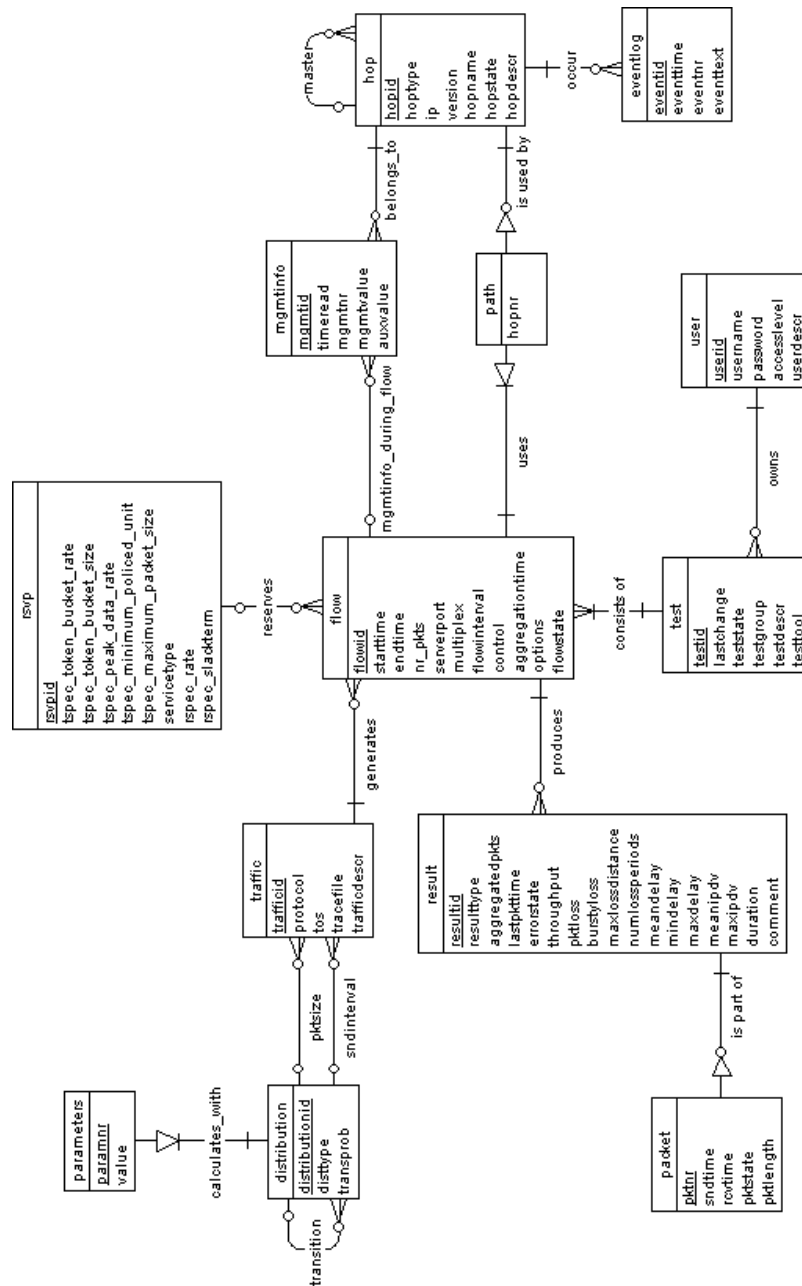 parameters
paramnr
value
calculates_with
distribution
distributionid
disttype
transprob
transition
pktsize
sndinterval
traffic
trafficid
protocol
tos
tracefile
trafficdescr
generates
rsvp
rsvpid
tspec_token_bucket_rate
tspec_token_bucket_size
tspec_peak_data_rate
tspec_minimum_policed_unit
tspec_maximum_packet_size
servicetype
rspec_rate
rspec_slackterm
reserves
flow
flowid
starttime
endtime
nr_pkts
serverport
multiplex
flowinterval
control
aggregationtime
options
flowstate
mgmtinfo_during_flow
mgmtinfo
mgmtid
timeread
mgmtnr
mgmtvalue
auxvalue
belongs_to
master
hop
hopid
hoptype
ip
version
hopname
hopstate
hopdescr
occur
eventlog
eventid
eventtime
eventnr
eventtext
is used by
path
hopnr
uses
produces
result
resultid
resulttype
aggregatedpkts
lastpkttime
errorstate
throughput
pktloss
burstyloss
maxlossdistance
numlossperiods
meandelay
mindelay
maxdelay
meanipdv
maxipdv
duration
comment
is part of
packet
pktnr
sndtime
rcvtime
pktstate
pktlength
consists of
test
testid
lastchange
teststate
testgroup
testdescr
testtool
owns
user
userid
username
password
accesslevel
userdescr